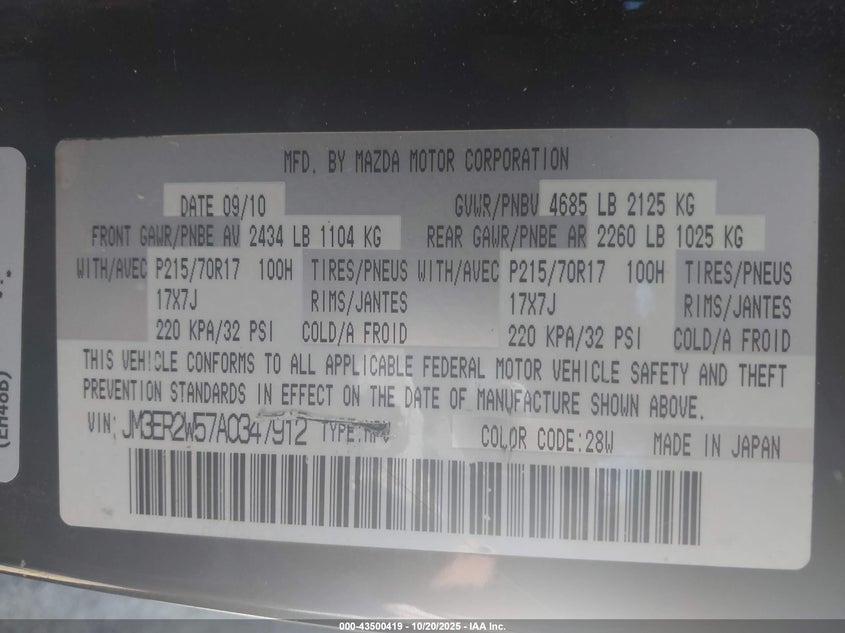 MFD. BY MAZDA MOTOR CORPORATION
DATE 09/10 GVWR/PNBV 4685 LB 2125 KG
FRONT GAWR/PNBE AV 2434 LB 1104 KG REAR GAWR/PNBE AR 2260 LB 1025 KG
WITH/AVEC P215/70R17 100H TIRES/PNEUS WITH/AVEC P215/70R17 100H TIRES/PNEUS
17X7J RIMS/JANTES 17X7J RIMS/JANTES
220 KPA/32 PSI COLD/A FROID 220 KPA/32 PSI COLD/A FROID
THIS VEHICLE CONFORMS TO ALL APPLICABLE FEDERAL MOTOR VEHICLE SAFETY AND THEFT
PREVENTION STANDARDS IN EFFECT ON THE DATE OF MANUFACTURE SHOWN ABOVE.
VIN: JM3ER2W57A0347912 TYPE: COLOR CODE:28W MADE IN JAPAN
(EH46B)
000-43500419 - 10/20/2025 - IAA Inc.